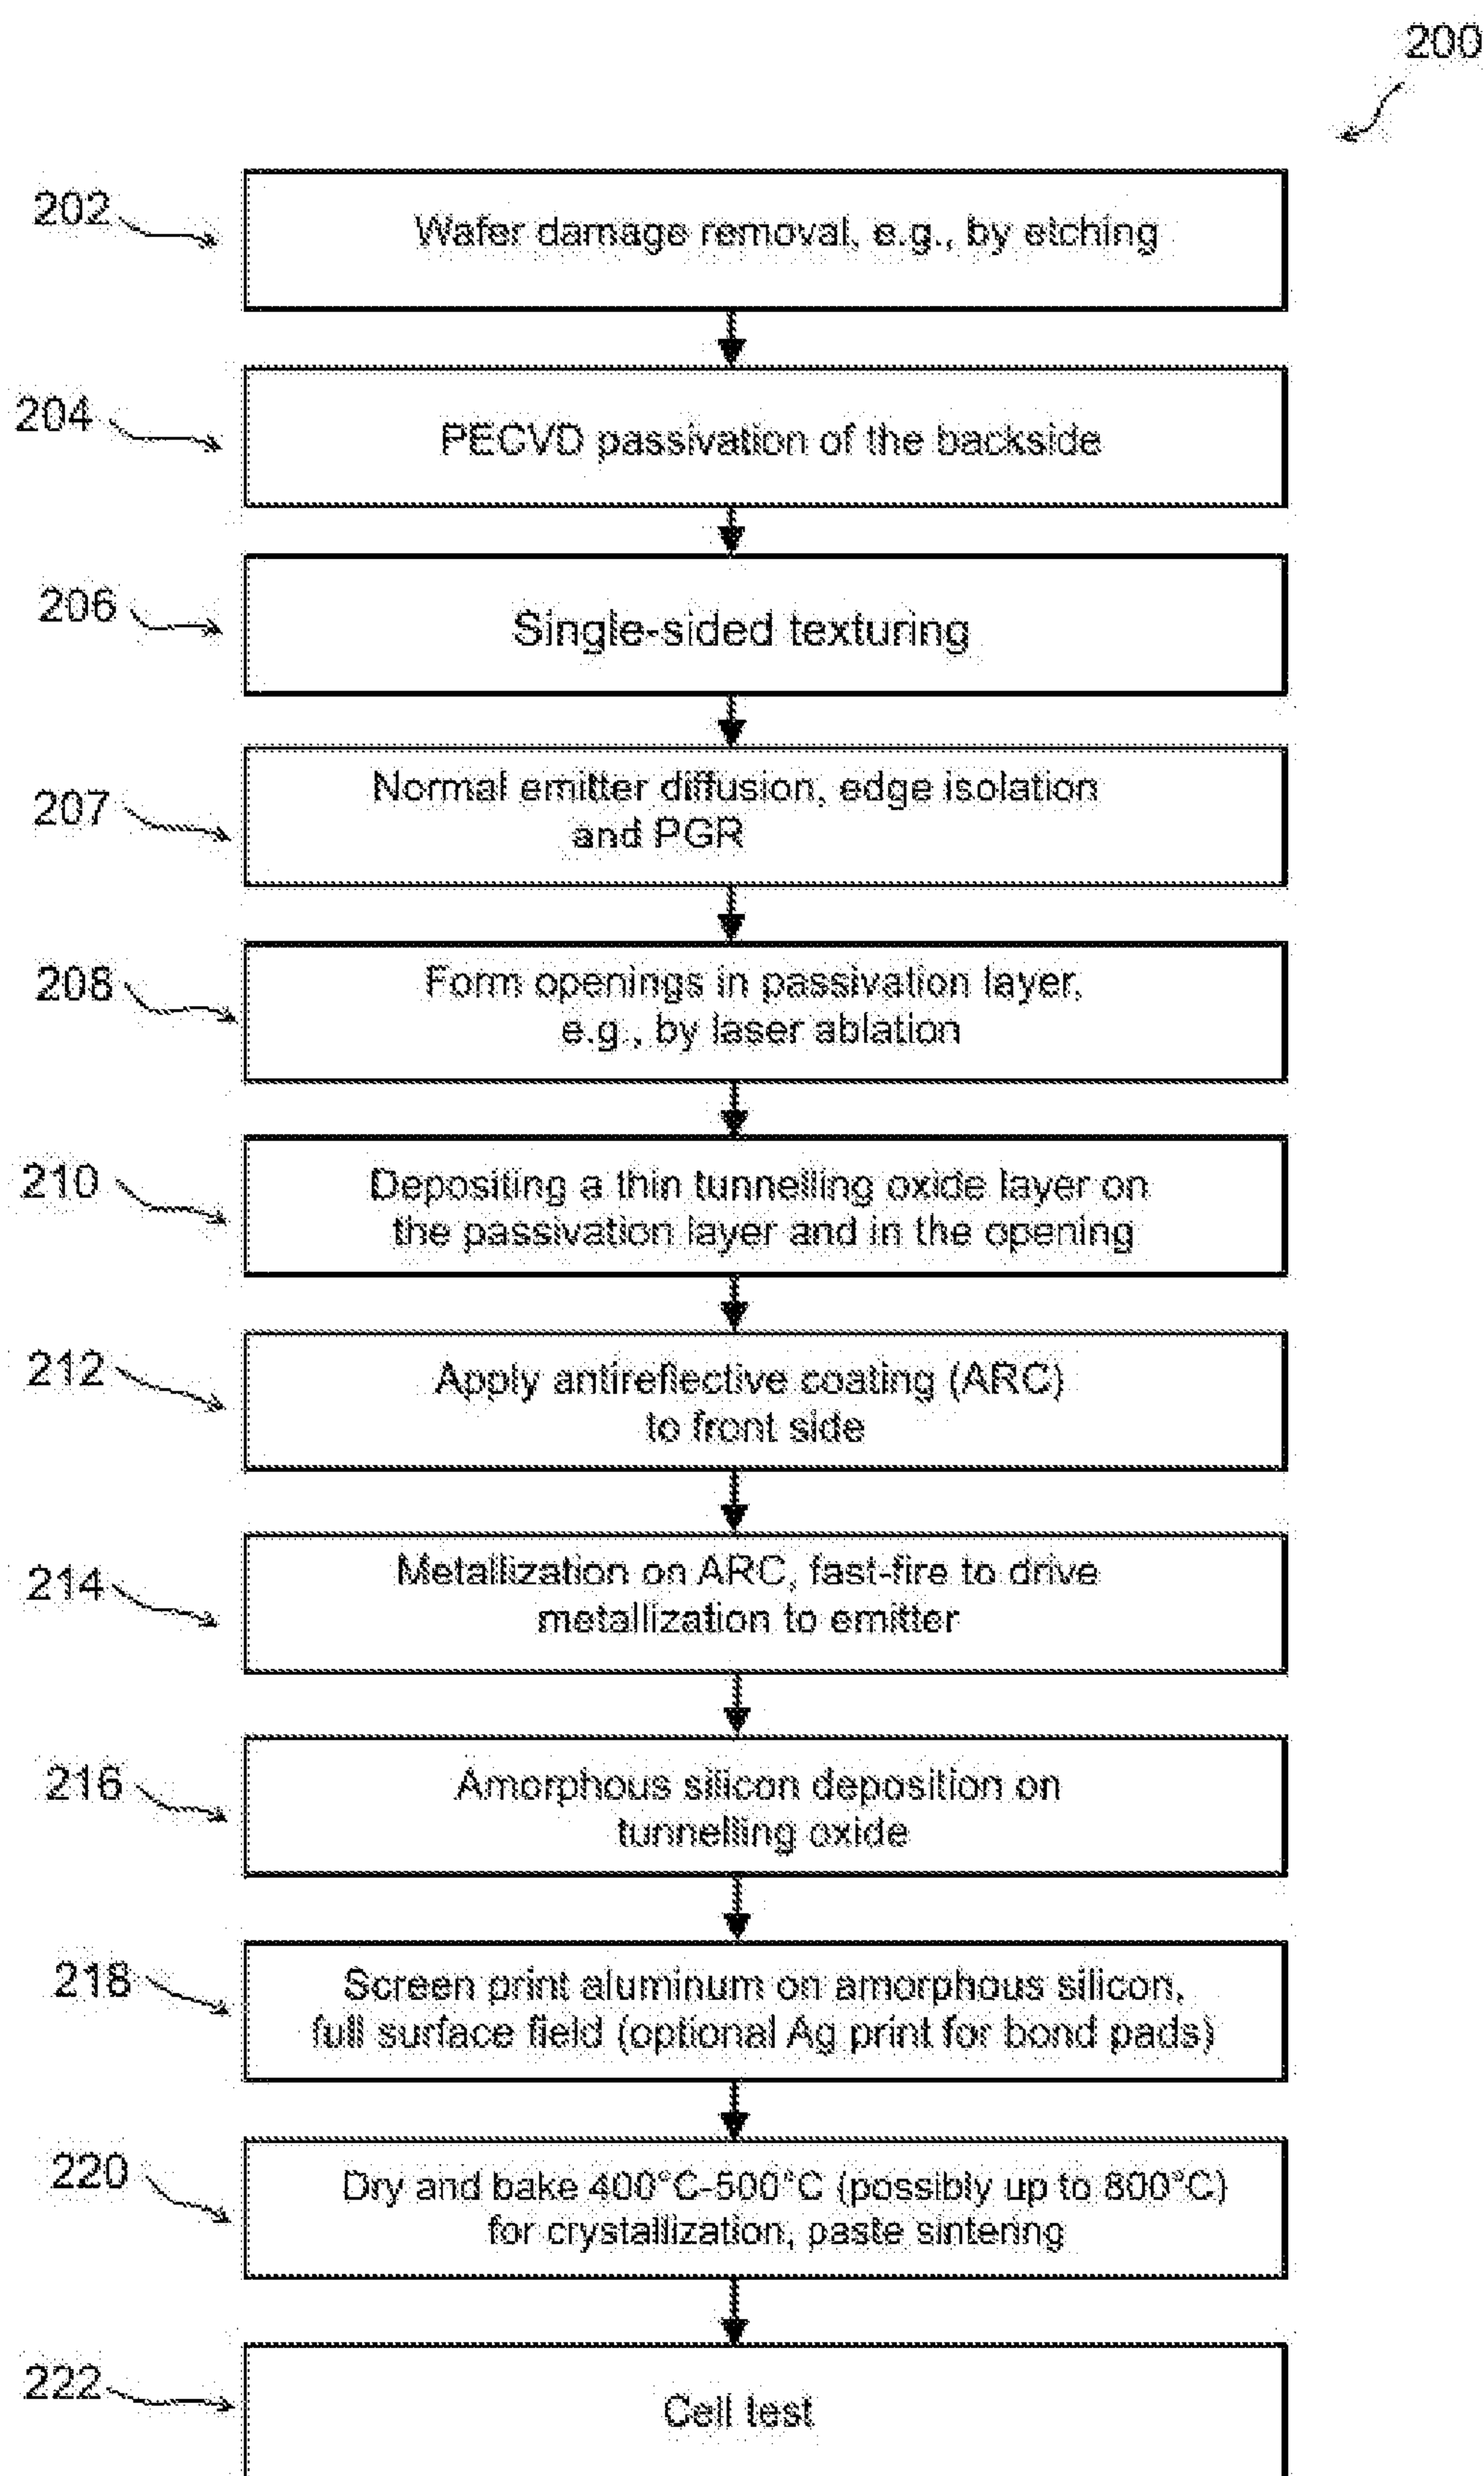 200
202
Wafer damage removal, e.g., by etching
204
PECVD passivation of the backside
206
Single-sided texturing
207
Normal emitter diffusion, edge isolation
and PGR
208
Form openings in passivation layer,
e.g., by laser ablation
210
Depositing a thin tunnelling oxide layer on
the passivation layer and in the opening
212
Apply antireflective coating (ARC)
to front side
214
Metallization on ARC, fast-fire to drive
metallization to emitter
216
Amorphous silicon deposition on
tunnelling oxide
218
Screen print aluminum on amorphous silicon,
full surface field (optional Ag print for bond pads)
220
Dry and bake 400°C-500°C (possibly up to 800°C)
for crystallization, paste sintering
222
Cell test